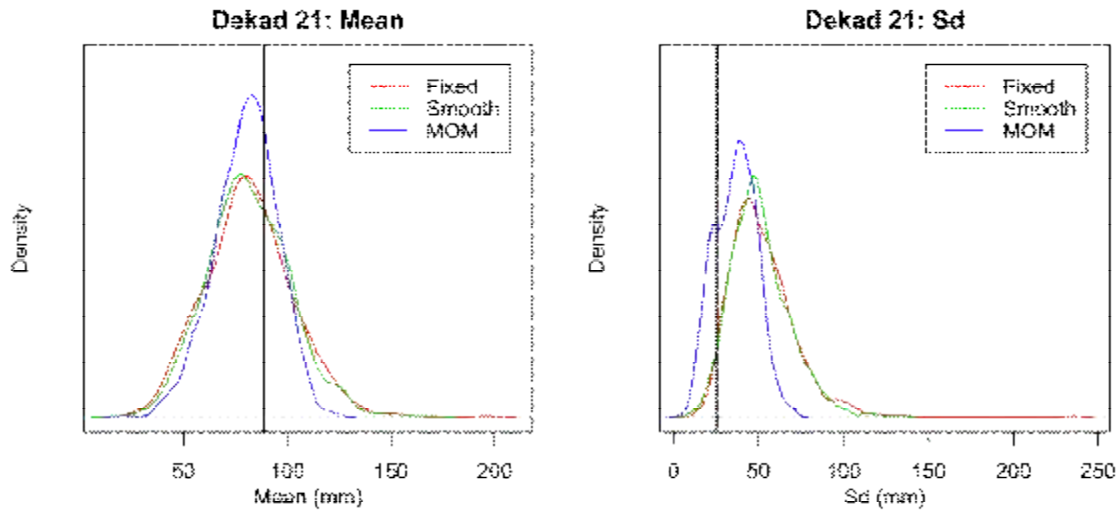 Dekad 21: Mean
Fixed
Smooth
MOM
Density
50 100 150 200
Mean (mm)
Dekad 21: Sd
Fixed
Smooth
MOM
Density
0 50 100 150 200 250
Sd (mm)